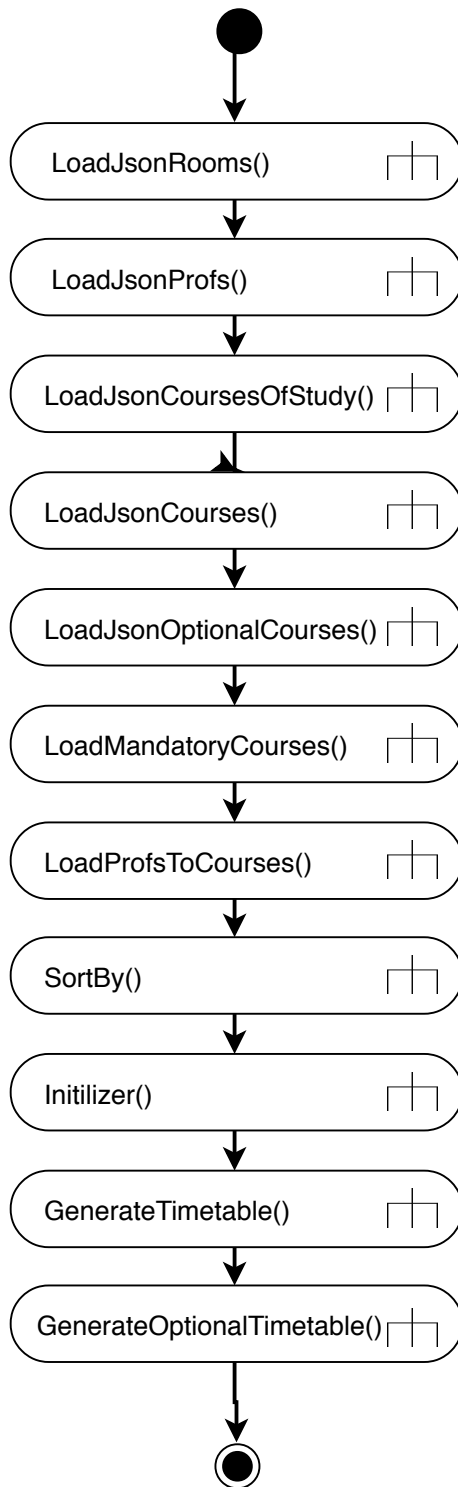 LoadJsonRooms()
LoadJsonProfs()
LoadJsonCoursesOfStudy()
LoadJsonCourses()
LoadJsonOptionalCourses()
LoadMandatoryCourses()
LoadProfsToCourses()
SortBy()
Initilizer()
GenerateTimetable()
GenerateOptionalTimetable()